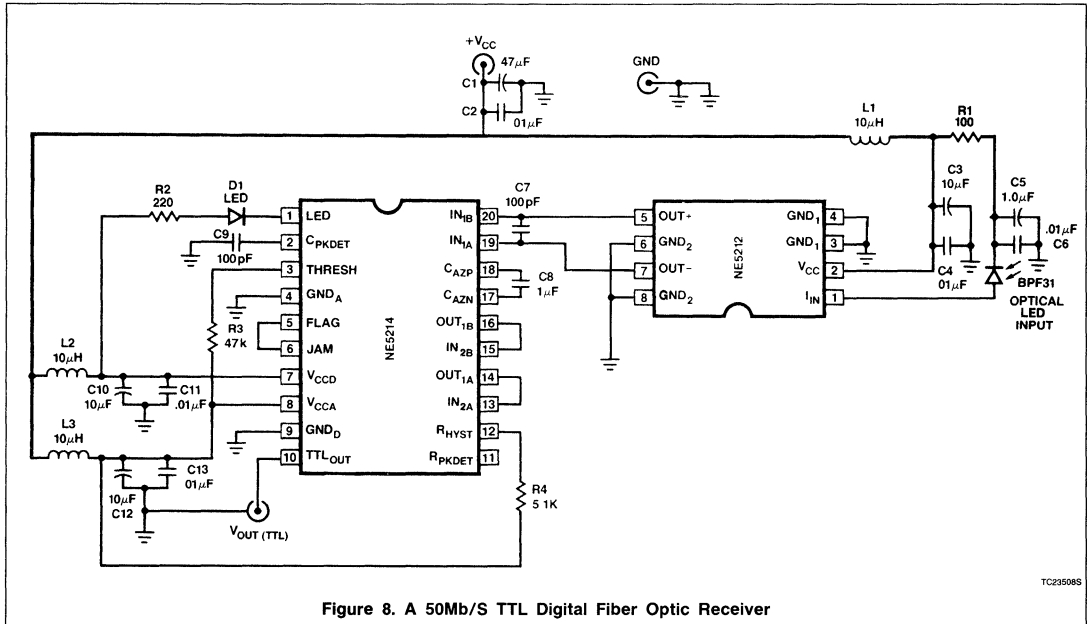 +VCC
47µF
C1
C2
01µF
GND
L1
10µH
R1
100
C3
10µF
C5
1.0µF
.01µF
C6
C4
01µF
BPF31
OPTICAL
LED
INPUT
R2
220
D1
LED
C9
100pF
1 LED
2 CPKDET
3 THRESH
4 GNDA
5 FLAG
6 JAM
7 VCCD
8 VCCA
9 GNDD
10 TTLOUT
NE5214
IN1B 20
IN1A 19
CAZP 18
CAZN 17
OUT1B 16
IN2B 15
OUT1A 14
IN2A 13
RHYST 12
RPKDET 11
C7
100pF
C8
1µF
5 OUT+
6 GND2
7 OUT−
8 GND2
NE5212
GND1 4
GND1 3
VCC 2
IIN 1
R3
47k
L2
10µH
C10
10µF
C11
.01µF
L3
10µH
C13
01µF
10µF
C12
VOUT (TTL)
R4
5 1K
TC23508S
Figure 8. A 50Mb/S TTL Digital Fiber Optic Receiver